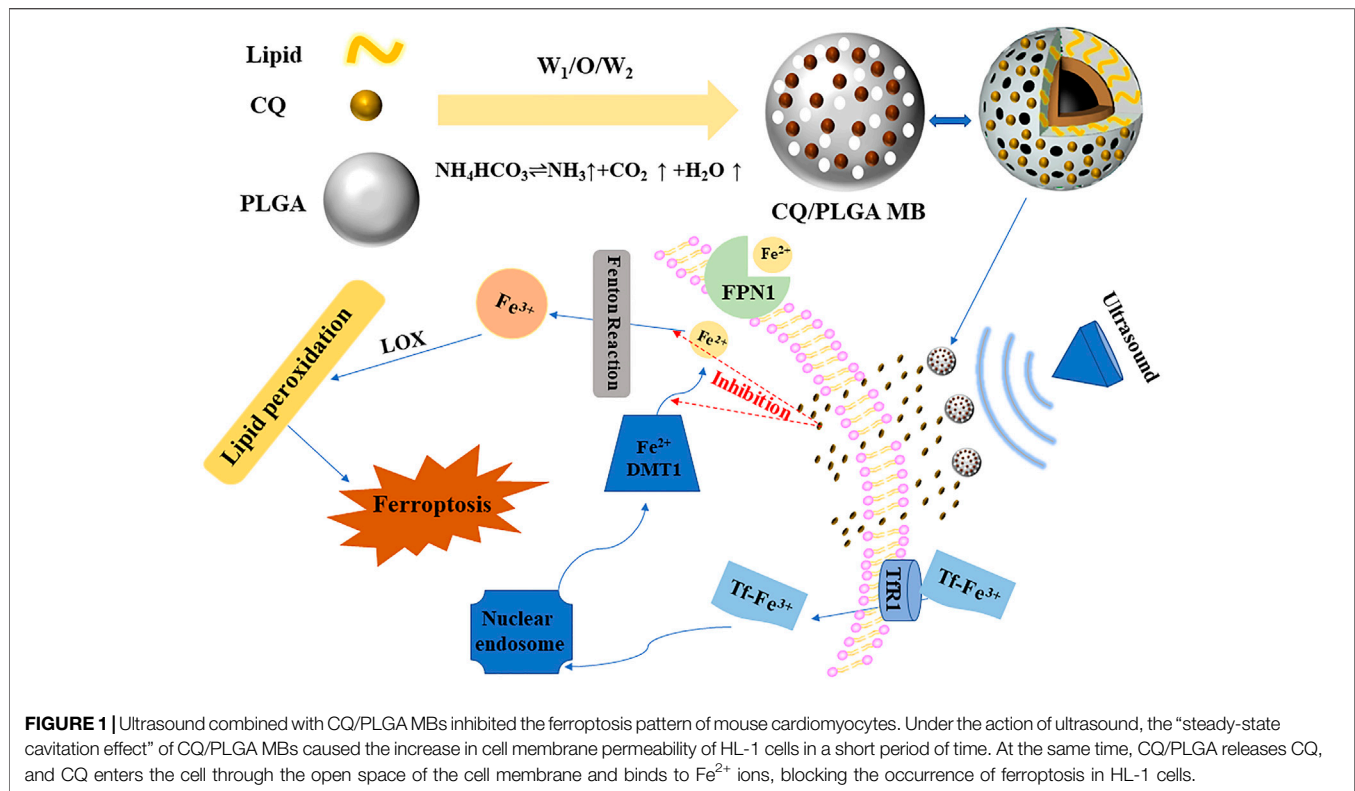 Lipid
CQ
PLGA
W₁/O/W₂
NH₄HCO₃⇌NH₃↑+CO₂ ↑ +H₂O ↑
CQ/PLGA MB
Fe²⁺
FPN1
Ultrasound
Fenton Reaction
Fe³⁺
Fe²⁺
LOX
Lipid peroxidation
Inhibition
Fe²⁺
DMT1
Ferroptosis
Nuclear
endosome
Tf-Fe³⁺
TfR1
Tf-Fe³⁺
FIGURE 1 | Ultrasound combined with CQ/PLGA MBs inhibited the ferroptosis pattern of mouse cardiomyocytes. Under the action of ultrasound, the “steady-state
cavitation effect” of CQ/PLGA MBs caused the increase in cell membrane permeability of HL-1 cells in a short period of time. At the same time, CQ/PLGA releases CQ,
and CQ enters the cell through the open space of the cell membrane and binds to Fe²⁺ ions, blocking the occurrence of ferroptosis in HL-1 cells.